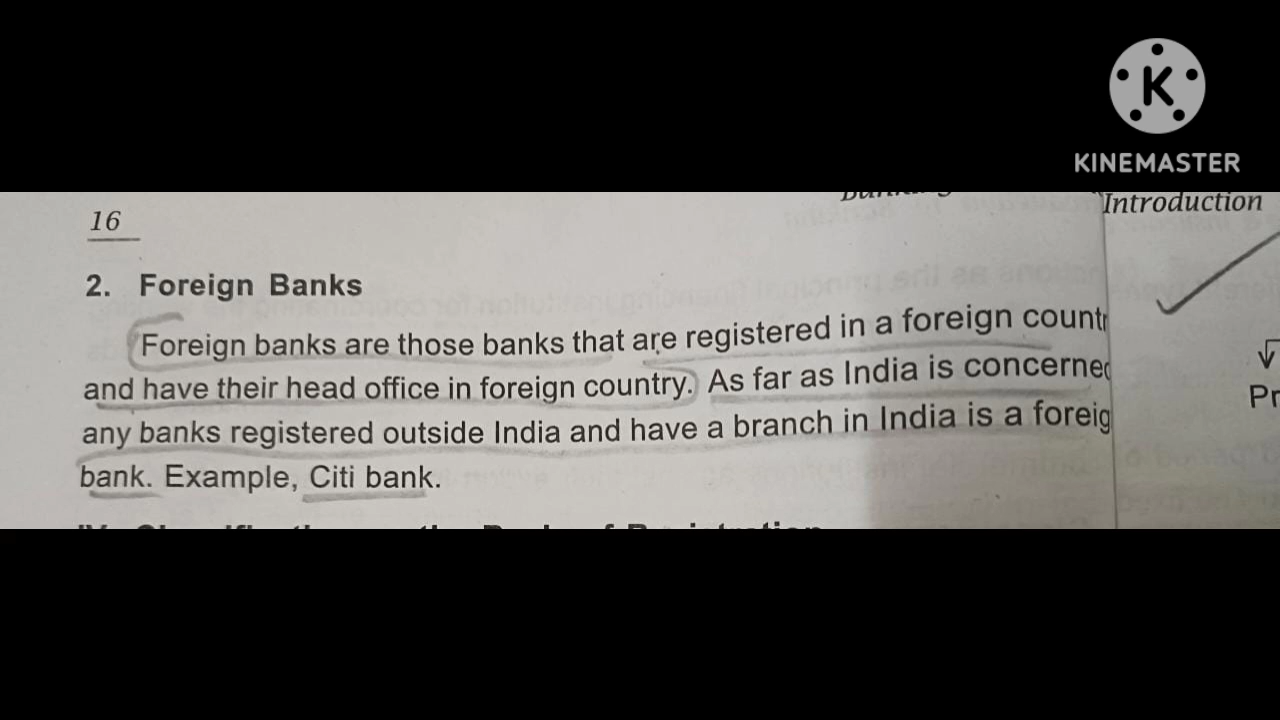 KINEMASTER
16
Introduction
2. Foreign Banks
Foreign banks are those banks that are registered in a foreign countr
and have their head office in foreign country. As far as India is concerned
any banks registered outside India and have a branch in India is a foreig
bank. Example, Citi bank.
Pr